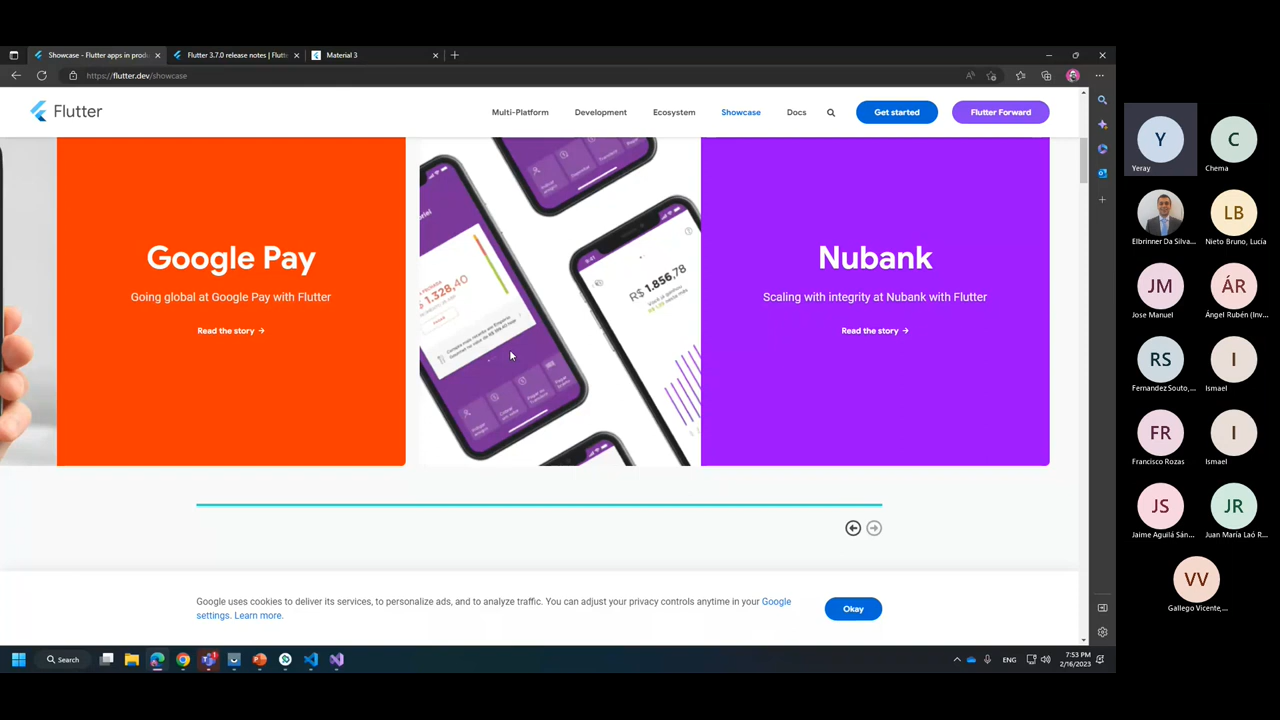 Showcase - Flutter apps in produ
Flutter 3.7.0 release notes | Flutte
Material 3
https://flutter.dev/showcase
Flutter
Multi-Platform
Development
Ecosystem
Showcase
Docs
Get started
Flutter Forward
Google Pay
Going global at Google Pay with Flutter
Read the story →
R$ 1.328,40
R$ 1.856,78
Nubank
Scaling with integrity at Nubank with Flutter
Read the story →
Google uses cookies to deliver its services, to personalize ads, and to analyze traffic. You can adjust your privacy controls anytime in your Google
settings. Learn more.
Okay
Search
ENG
7:53 PM
2/16/2023
Y
Yeray
C
Chema
Elbrinner Da Silva...
LB
Nieto Bruno, Lucía
JM
Jose Manuel
ÁR
Ángel Rubén (Inv...
RS
Fernandez Souto,...
I
Ismael
FR
Francisco Rozas
I
Ismael
JS
Jaime Aguilá Sán...
JR
Juan María Laó R...
VV
Gallego Vicente,...